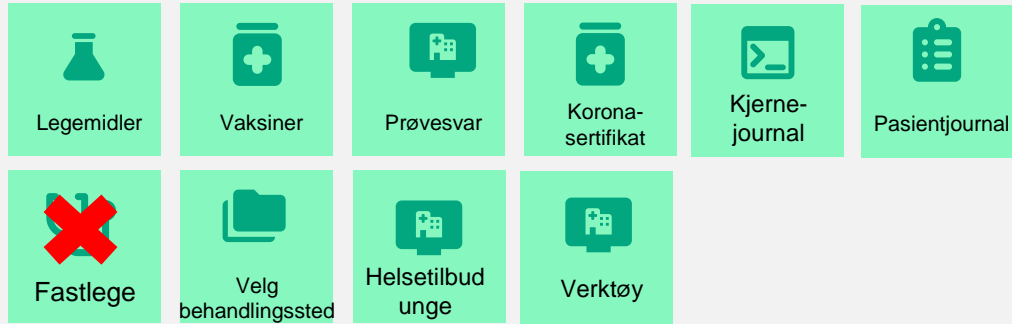 Legemidler
Vaksiner
Prøvesvar
Korona-
sertifikat
Kjerne-
journal
Pasientjournal
Fastlege
Velg
behandlingssted
Helsetilbud
unge
Verktøy